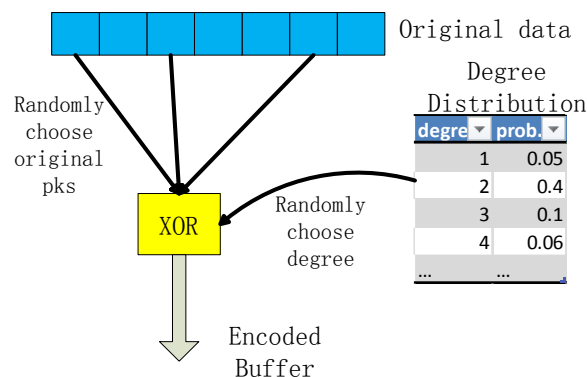 Original data
Degree
Distribution
Randomly
choose
original
pks
degre prob.
1 0.05
2 0.4
3 0.1
4 0.06
... ...
XOR
Randomly
choose
degree
Encoded
Buffer